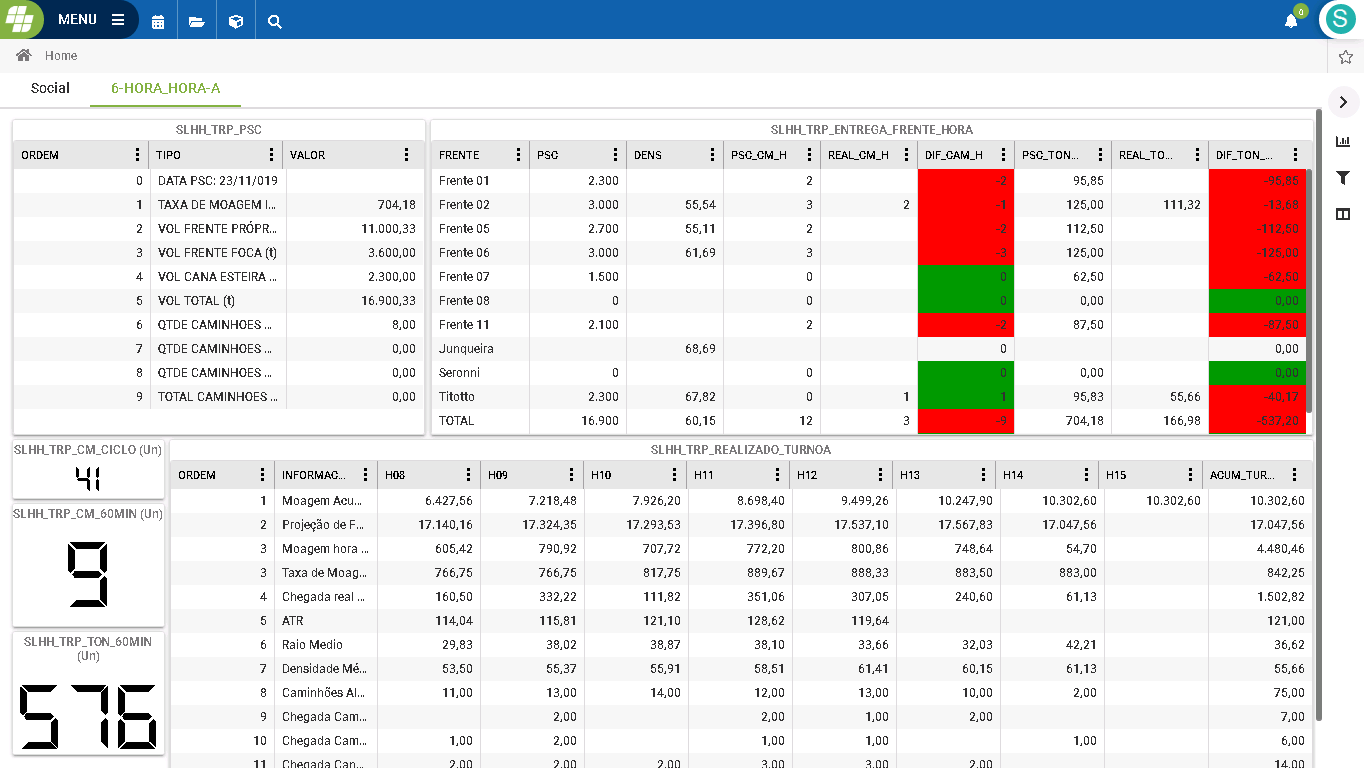 MENU
0
S
Home
Social 6-HORA_HORA-A
SLHH_TRP_PSC
ORDEM TIPO VALOR
0 DATA PSC: 23/11/019
1 TAXA DE MOAGEM I... 704,18
2 VOL FRENTE PRÓPR... 11.000,33
3 VOL FRENTE FOCA (t) 3.600,00
4 VOL CANA ESTEIRA ... 2.300,00
5 VOL TOTAL (t) 16.900,33
6 QTDE CAMINHOES ... 8,00
7 QTDE CAMINHOES ... 0,00
8 QTDE CAMINHOES ... 0,00
9 TOTAL CAMINHOES ... 0,00
SLHH_TRP_ENTREGA_FRENTE_HORA
FRENTE PSC DENS PSC_CM_H REAL_CM_H DIF_CAM_H PSC_TON... REAL_TO... DIF_TON_...
Frente 01 2.300 2 -2 95,85 -95,85
Frente 02 3.000 55,54 3 2 -1 125,00 111,32 -13,68
Frente 05 2.700 55,11 2 -2 112,50 -112,50
Frente 06 3.000 61,69 3 -3 125,00 -125,00
Frente 07 1.500 0 0 62,50 -62,50
Frente 08 0 0 0 0,00 0,00
Frente 11 2.100 2 -2 87,50 -87,50
Junqueira 68,69 0 0,00
Seronni 0 0 0 0,00 0,00
Titotto 2.300 67,82 0 1 1 95,83 55,66 -40,17
TOTAL 16.900 60,15 12 3 -9 704,18 166,98 -537,20
SLHH_TRP_CM_CICLO (Un)
41
SLHH_TRP_CM_60MIN (Un)
9
SLHH_TRP_TON_60MIN
(Un)
576
SLHH_TRP_REALIZADO_TURNOA
ORDEM INFORMAC... H08 H09 H10 H11 H12 H13 H14 H15 ACUM_TUR...
1 Moagem Acu... 6.427,56 7.218,48 7.926,20 8.698,40 9.499,26 10.247,90 10.302,60 10.302,60 10.302,60
2 Projeção de F... 17.140,16 17.324,35 17.293,53 17.396,80 17.537,10 17.567,83 17.047,56 17.047,56
3 Moagem hora ... 605,42 790,92 707,72 772,20 800,86 748,64 54,70 4.480,46
3 Taxa de Moag... 766,75 766,75 817,75 889,67 888,33 883,50 883,00 842,25
4 Chegada real ... 160,50 332,22 111,82 351,06 307,05 240,60 61,13 1.502,82
5 ATR 114,04 115,81 121,10 128,62 119,64 121,00
6 Raio Medio 29,83 38,02 38,87 38,10 33,66 32,03 42,21 36,62
7 Densidade Mé... 53,50 55,37 55,91 58,51 61,41 60,15 61,13 55,66
8 Caminhões Al... 11,00 13,00 14,00 12,00 13,00 10,00 2,00 75,00
9 Chegada Cam... 2,00 2,00 1,00 2,00 7,00
10 Chegada Cam... 1,00 2,00 1,00 1,00 1,00 6,00
11 Chegada Can... 2,00 2,00 2,00 3,00 3,00 2,00 14,00